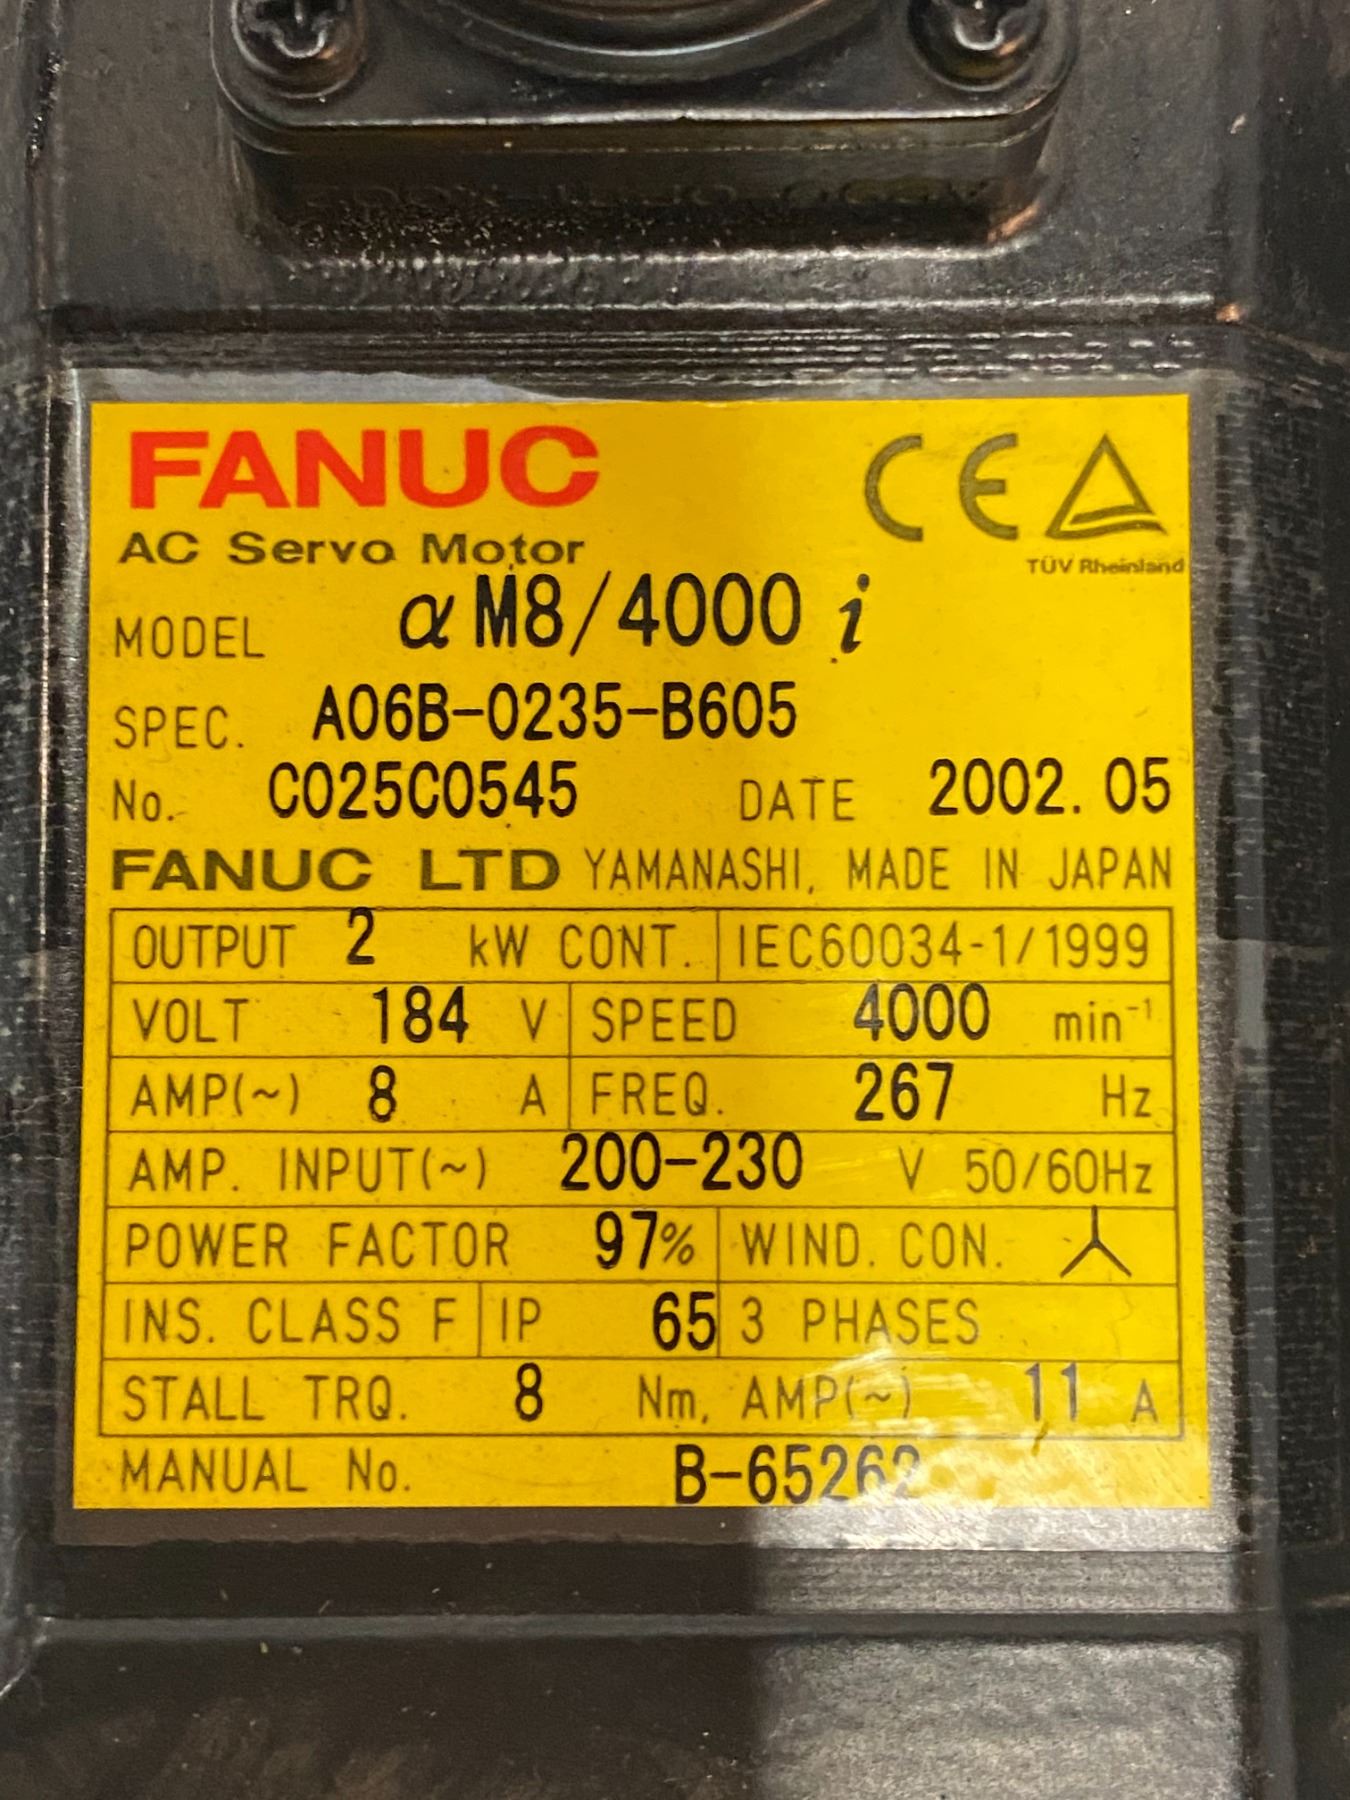 FANUC
CE
TÜV Rheinland
AC Servo Motor
MODEL α M8/4000 i
SPEC. A06B-0235-B605
No. C025C0545 DATE 2002.05
FANUC LTD YAMANASHI, MADE IN JAPAN
OUTPUT 2 kW CONT. IEC60034-1/1999
VOLT 184 V SPEED 4000 min⁻¹
AMP(~) 8 A FREQ. 267 Hz
AMP. INPUT(~) 200-230 V 50/60Hz
POWER FACTOR 97% WIND. CON.
INS. CLASS F IP 65 3 PHASES
STALL TRQ. 8 Nm, AMP(~) 11 A
MANUAL No. B-65262